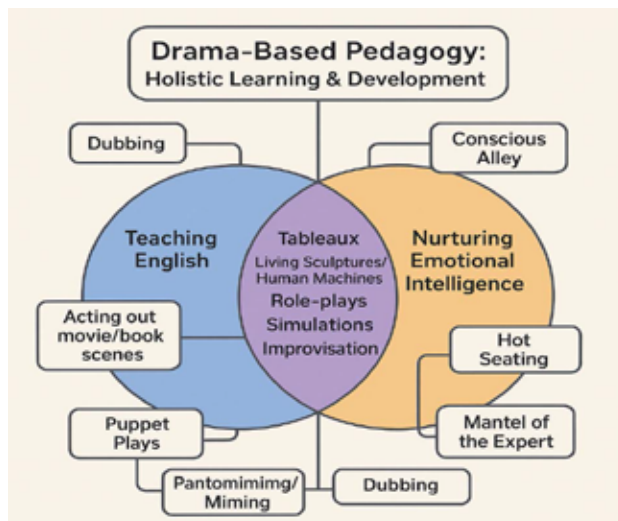 Drama-Based Pedagogy:
Holistic Learning & Development
Dubbing
Conscious
Alley
Teaching
English
Tableaux
Living Sculptures/
Human Machines
Role-plays
Simulations
Improvisation
Nurturing
Emotional
Intelligence
Acting out
movie/book
scenes
Hot
Seating
Puppet
Plays
Mantel of
the Expert
Pantomimimg/
Miming
Dubbing